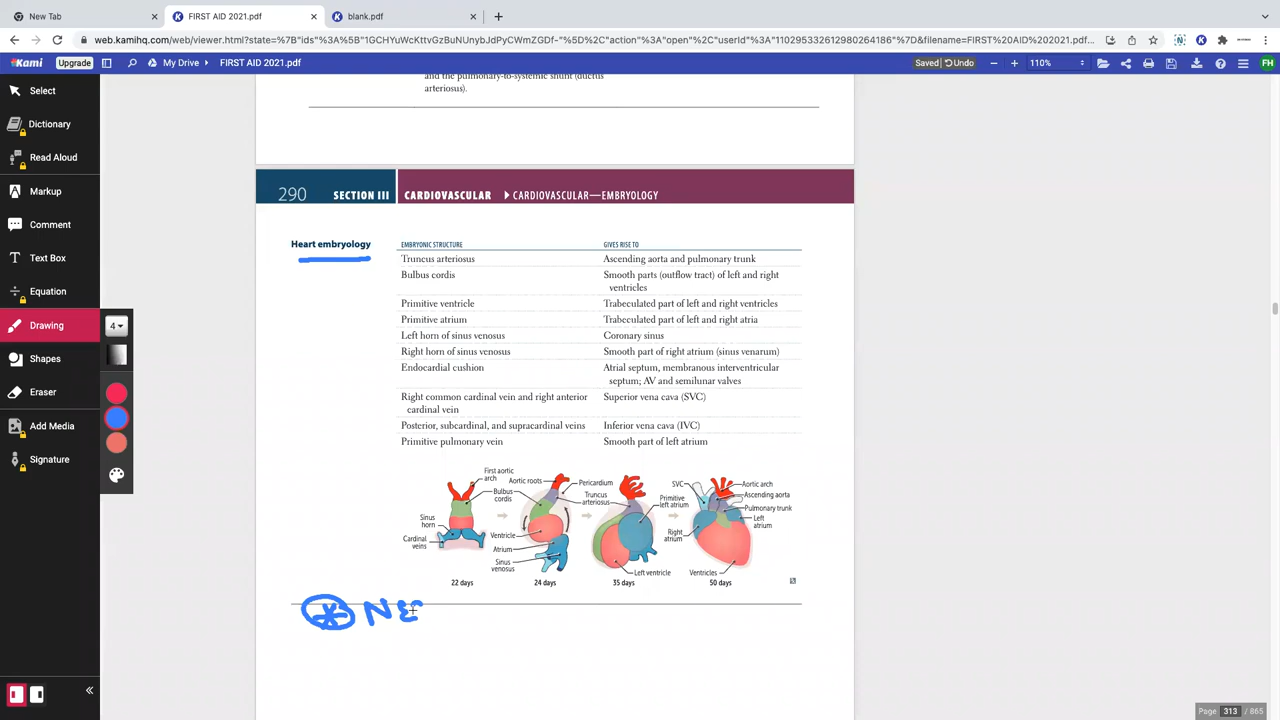 New Tab
FIRST AID 2021.pdf
blank.pdf
web.kamihq.com/web/viewer.html?state=%7B"ids"%3A%5B"1GCHYuWcKttvGzBuNUnybJdPyCWmZGDf-"%5D%2C"action"%3A"open"%2C"userId"%3A"110295332612980264186"%7D&filename=FIRST%20AID%202021.pdf...
Kami Upgrade My Drive FIRST AID 2021.pdf Saved Undo 110% FH
Select
Dictionary
Read Aloud
Markup
Comment
Text Box
Equation
Drawing
Shapes
Eraser
Add Media
Signature
4
and the pulmonary-to-systemic shunt (ductus
arteriosus).
290 SECTION III CARDIOVASCULAR CARDIOVASCULAR—EMBRYOLOGY
Heart embryology
EMBRYONIC STRUCTURE GIVES RISE TO
Truncus arteriosus Ascending aorta and pulmonary trunk
Bulbus cordis Smooth parts (outflow tract) of left and right
ventricles
Primitive ventricle Trabeculated part of left and right ventricles
Primitive atrium Trabeculated part of left and right atria
Left horn of sinus venosus Coronary sinus
Right horn of sinus venosus Smooth part of right atrium (sinus venarum)
Endocardial cushion Atrial septum, membranous interventricular
septum; AV and semilunar valves
Right common cardinal vein and right anterior Superior vena cava (SVC)
cardinal vein
Posterior, subcardinal, and supracardinal veins Inferior vena cava (IVC)
Primitive pulmonary vein Smooth part of left atrium
First aortic
arch
Bulbus
cordis
Sinus
horn
Cardinal
veins
22 days
Aortic roots
Pericardium
Truncus
arteriosus
Ventricle
Atrium
Sinus
venosus
24 days
Primitive
left atrium
Left ventricle
35 days
SVC
Aortic arch
Ascending aorta
Pulmonary trunk
Left
atrium
Right
atrium
Ventricles
50 days
NE
Page 313 / 865